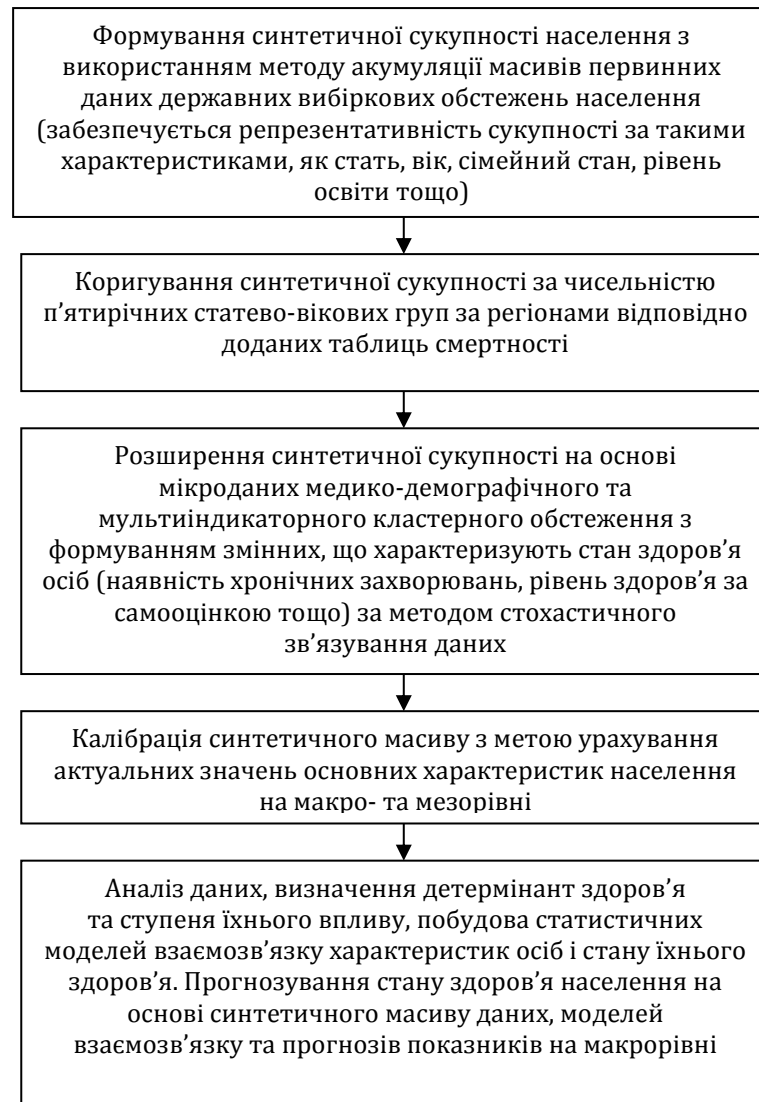 Формування синтетичної сукупності населення з
використанням методу акумуляції масивів первинних
даних державних вибіркових обстежень населення
(забезпечується репрезентативність сукупності за такими
характеристиками, як стать, вік, сімейний стан, рівень
освіти тощо)
Коригування синтетичної сукупності за чисельністю
п’ятирічних статево-вікових груп за регіонами відповідно
доданих таблиць смертності
Розширення синтетичної сукупності на основі
мікроданих медико-демографічного та
мультиіндикаторного кластерного обстеження з
формуванням змінних, що характеризують стан здоров’я
осіб (наявність хронічних захворювань, рівень здоров’я за
самооцінкою тощо) за методом стохастичного
зв’язування даних
Калібрація синтетичного масиву з метою урахування
актуальних значень основних характеристик населення
на макро- та мезорівні
Аналіз даних, визначення детермінант здоров’я
та ступеня їхнього впливу, побудова статистичних
моделей взаємозв’язку характеристик осіб і стану їхнього
здоров’я. Прогнозування стану здоров’я населення на
основі синтетичного масиву даних, моделей
взаємозв’язку та прогнозів показників на макрорівні